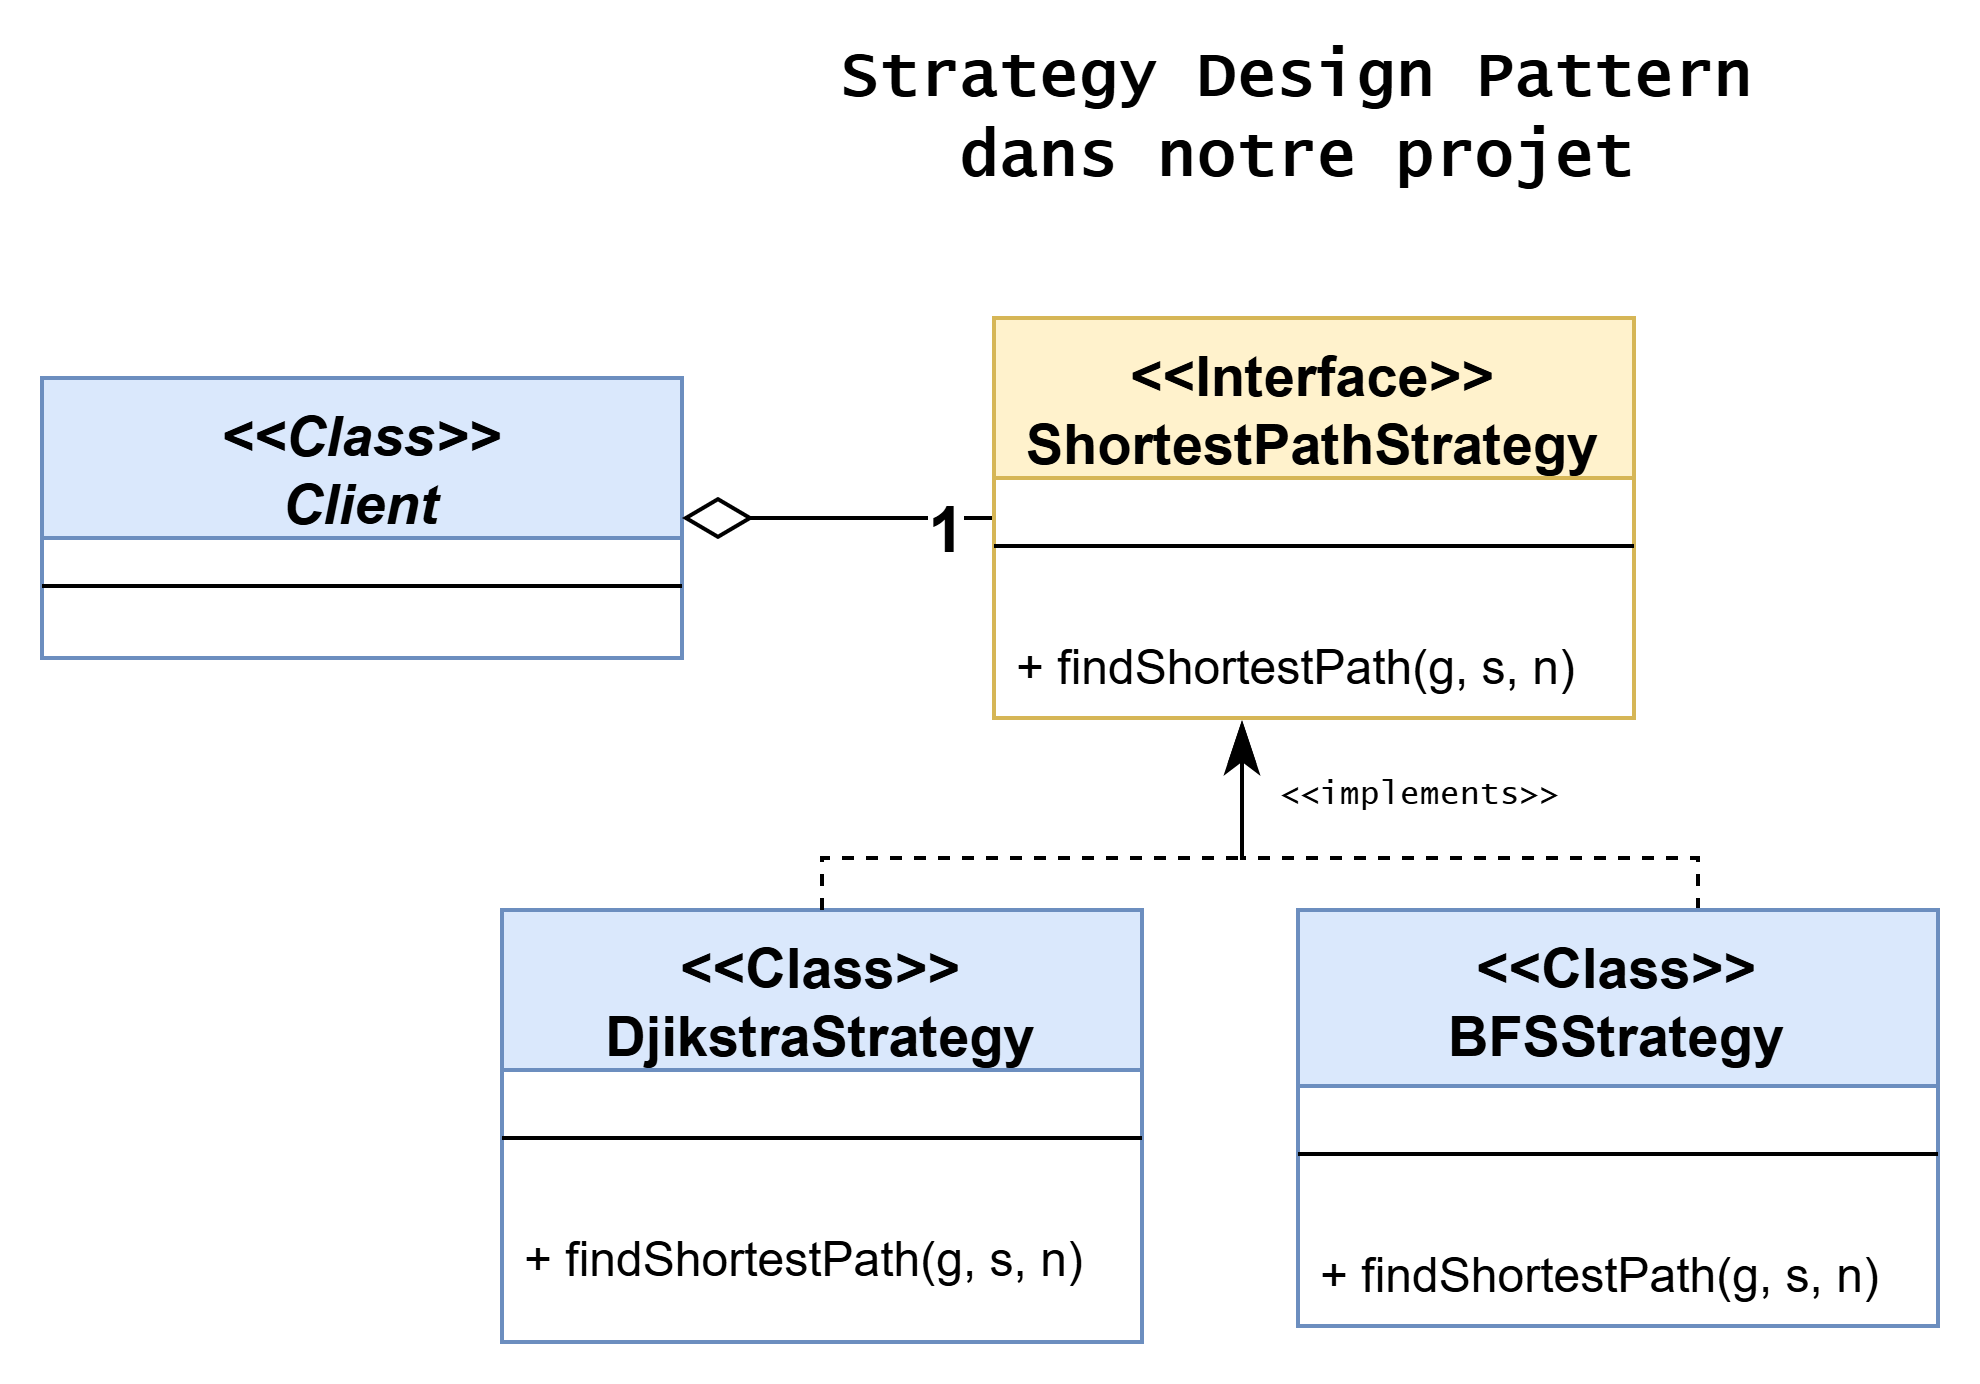 Strategy Design Pattern
dans notre projet
<<Class>>
Client
1
<<Interface>>
ShortestPathStrategy
+ findShortestPath(g, s, n)
<<implements>>
<<Class>>
DjikstraStrategy
+ findShortestPath(g, s, n)
<<Class>>
BFSStrategy
+ findShortestPath(g, s, n)